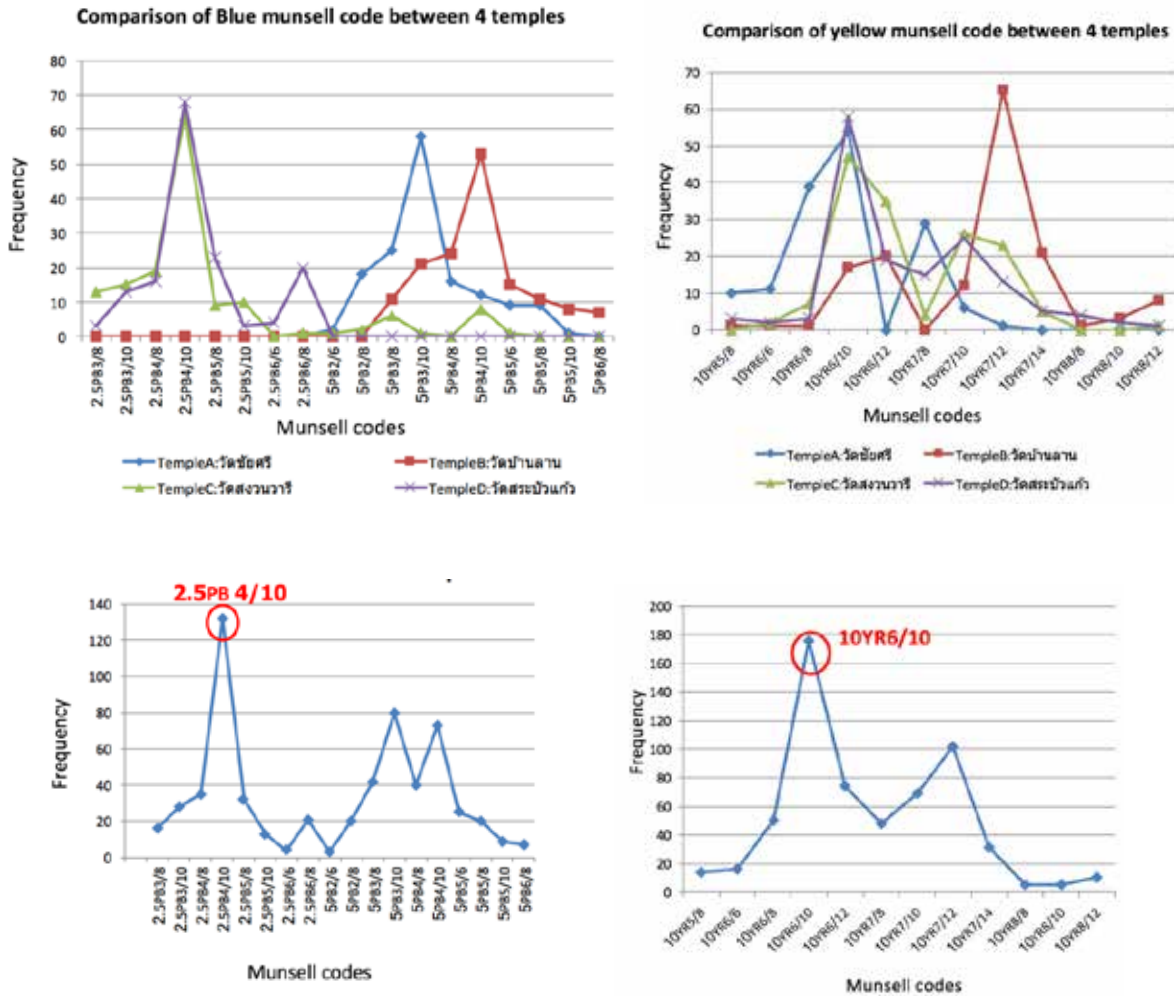 Comparison of Blue munsell code between 4 temples
80
70
60
50
40
30
20
10
0
Frequency
2.5PB3/8
2.5PB3/10
2.5PB4/8
2.5PB4/10
2.5PB5/8
2.5PB5/10
2.5PB6/6
2.5PB6/8
5PB2/6
5PB2/8
5PB3/8
5PB3/10
5PB4/8
5PB4/10
5PB5/6
5PB5/8
5PB5/10
5PB6/8
Munsell codes
TempleA:วัดชัยศรี
TempleB:วัดบ้านลาน
TempleC:วัดสงวนวารี
TempleD:วัดสระบัวแก้ว
Comparison of yellow munsell code between 4 temples
70
60
50
40
30
20
10
0
Frequency
10YR5/8
10YR6/6
10YR6/8
10YR6/10
10YR6/12
10YR7/8
10YR7/10
10YR7/12
10YR7/14
10YR8/8
10YR8/10
10YR8/12
Munsell codes
TempleA:วัดชัยศรี
TempleB:วัดบ้านลาน
TempleC:วัดสงวนวารี
TempleD:วัดสระบัวแก้ว
2.5PB 4/10
140
120
100
80
60
40
20
0
Frequency
2.5PB3/8
2.5PB3/10
2.5PB4/8
2.5PB4/10
2.5PB5/8
2.5PB5/10
2.5PB6/6
2.5PB6/8
5PB2/6
5PB2/8
5PB3/8
5PB3/10
5PB4/8
5PB4/10
5PB5/6
5PB5/8
5PB5/10
5PB6/8
Munsell codes
10YR6/10
200
180
160
140
120
100
80
60
40
20
0
Frequency
10YR5/8
10YR6/6
10YR6/8
10YR6/10
10YR6/12
10YR7/8
10YR7/10
10YR7/12
10YR7/14
10YR8/8
10YR8/10
10YR8/12
Munsell codes